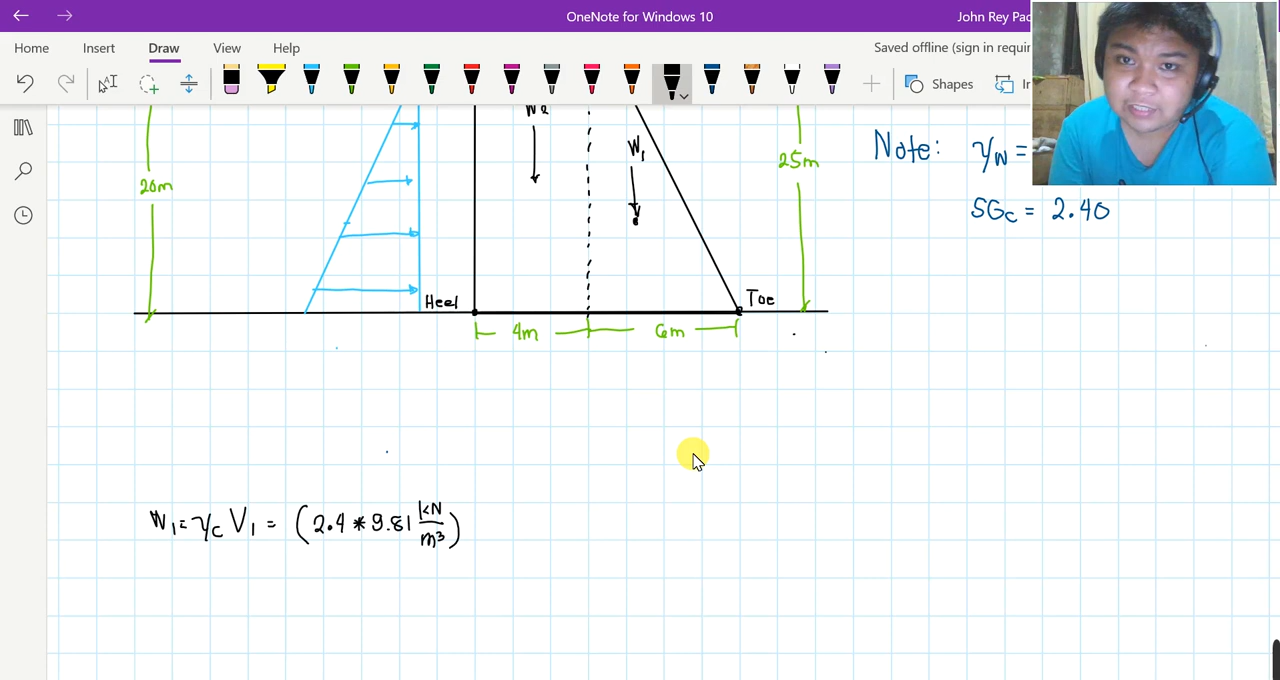 OneNote for Windows 10
John Rey Pac
Home Insert Draw View Help
Saved offline (sign in requir
Shapes
In
W2
W1
20m
25m
Note: γW =
SGc = 2.40
Heel
Toe
4m
6m
W1 = γc V1 = (2.4 * 9.81 kN/m³)